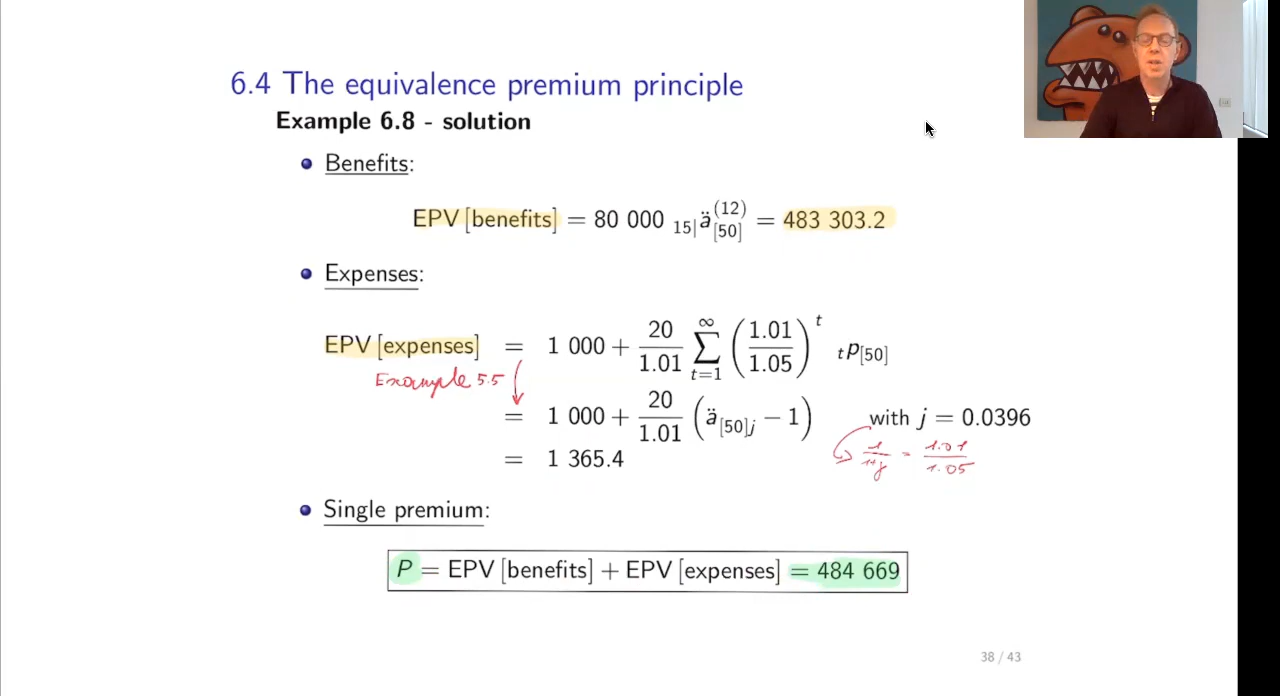 6.4 The equivalence premium principle
Example 6.8 - solution
Benefits:
EPV [benefits] = 80 000 ₁₅|ä⁽¹²⁾[50] = 483 303.2
Expenses:
EPV [expenses] = 1 000 + 20/1.01 ∑_{t=1}^{∞} (1.01/1.05)^t ₜp[50]
Example 5.5
= 1 000 + 20/1.01 (ä[50]j − 1) with j = 0.0396
1/1+j = 1.01/1.05
= 1 365.4
Single premium:
P = EPV [benefits] + EPV [expenses] = 484 669
38 / 43